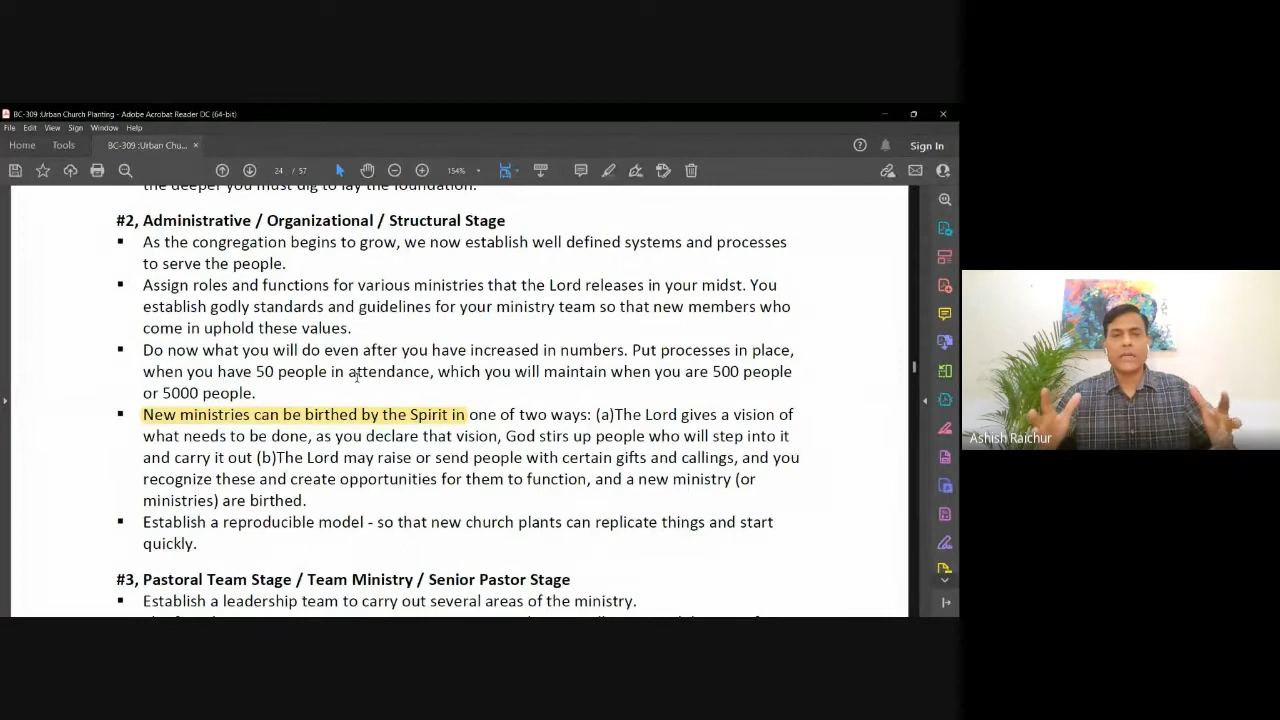 BC-309 :Urban Church Planting - Adobe Acrobat Reader DC (64-bit)
File Edit View Sign Window Help
Home Tools BC-309 :Urban Chu... × Sign In
24 / 57 154%
the deeper you must dig to lay the foundation.
#2, Administrative / Organizational / Structural Stage
▪ As the congregation begins to grow, we now establish well defined systems and processes
to serve the people.
▪ Assign roles and functions for various ministries that the Lord releases in your midst. You
establish godly standards and guidelines for your ministry team so that new members who
come in uphold these values.
▪ Do now what you will do even after you have increased in numbers. Put processes in place,
when you have 50 people in attendance, which you will maintain when you are 500 people
or 5000 people.
▪ New ministries can be birthed by the Spirit in one of two ways: (a)The Lord gives a vision of
what needs to be done, as you declare that vision, God stirs up people who will step into it
and carry it out (b)The Lord may raise or send people with certain gifts and callings, and you
recognize these and create opportunities for them to function, and a new ministry (or
ministries) are birthed.
▪ Establish a reproducible model - so that new church plants can replicate things and start
quickly.
#3, Pastoral Team Stage / Team Ministry / Senior Pastor Stage
▪ Establish a leadership team to carry out several areas of the ministry.
Ashish Raichur